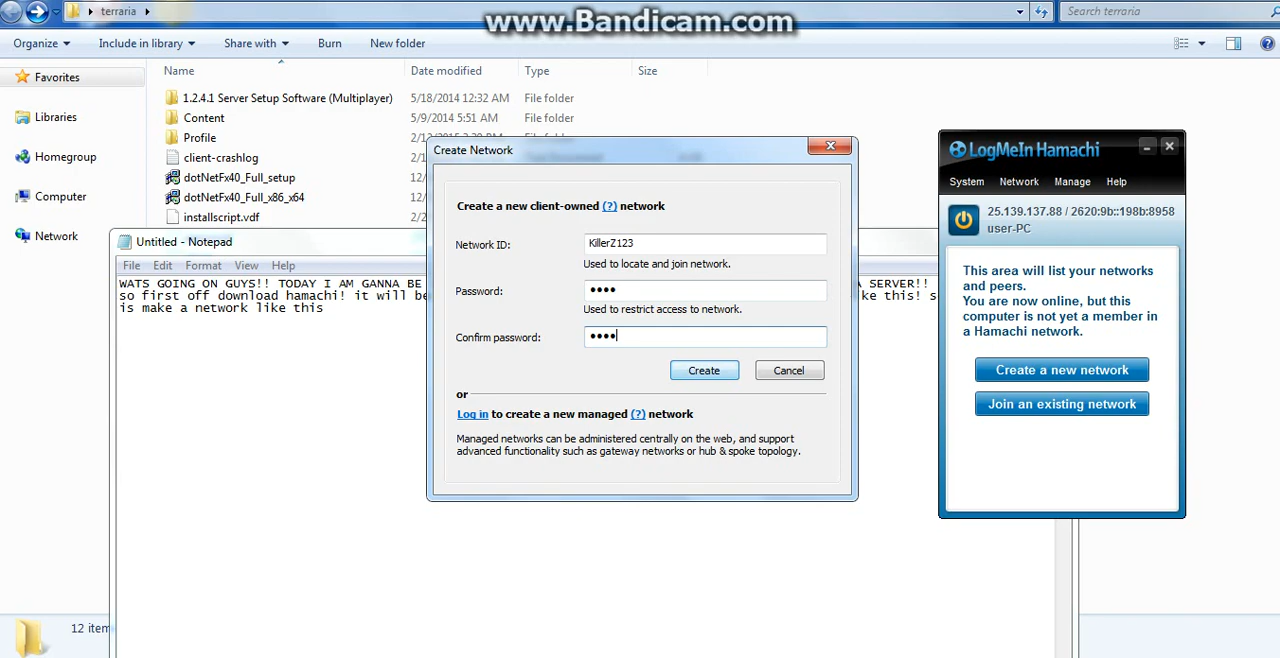 terraria
www.Bandicam.com
Search terraria
Organize
Include in library
Share with
Burn
New folder
Name
Date modified
Type
Size
Favorites
Libraries
Homegroup
Computer
Network
1.2.4.1 Server Setup Software (Multiplayer) 5/18/2014 12:32 AM File folder
Content 5/9/2014 5:51 AM File folder
Profile
client-crashlog
dotNetFx40_Full_setup
dotNetFx40_Full_x86_x64
installscript.vdf
12 item
Untitled - Notepad
File Edit Format View Help
WATS GOING ON GUYS!! TODAY I AM GANNA BE A SERVER!!
so first off download hamachi! it will be ke this! s
is make a network like this
Create Network
Create a new client-owned (?) network
Network ID: KillerZ123
Used to locate and join network.
Password: ••••
Used to restrict access to network.
Confirm password: ••••
Create
Cancel
or
Log in to create a new managed (?) network
Managed networks can be administered centrally on the web, and support
advanced functionality such as gateway networks or hub & spoke topology.
LogMeIn Hamachi
System Network Manage Help
25.139.137.88 / 2620:9b::198b:8958
user-PC
This area will list your networks
and peers.
You are now online, but this
computer is not yet a member in
a Hamachi network.
Create a new network
Join an existing network